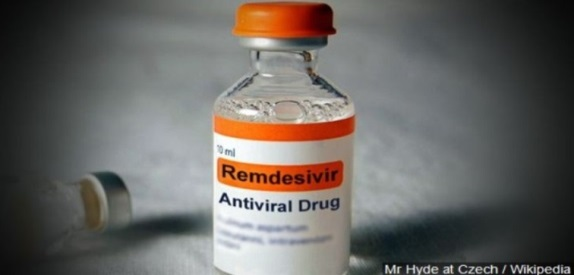 10 ml
Remdesivir
Antiviral Drug
Mr Hyde at Czech / Wikipedia